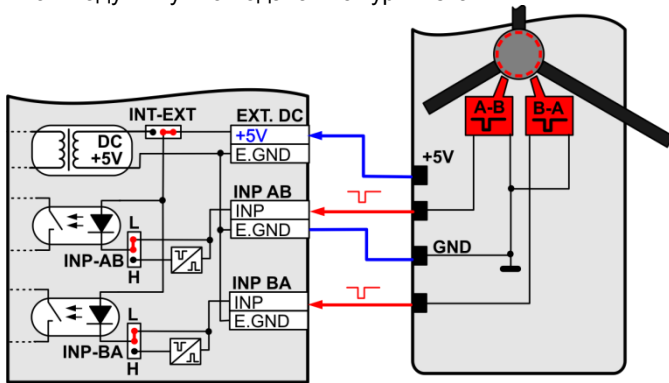 INT-EXT
EXT. DC
DC
+5V
+5V
E.GND
INP AB
INP
E.GND
L
INP-AB
H
INP BA
INP
E.GND
L
INP-BA
H
A-B
B-A
+5V
GND